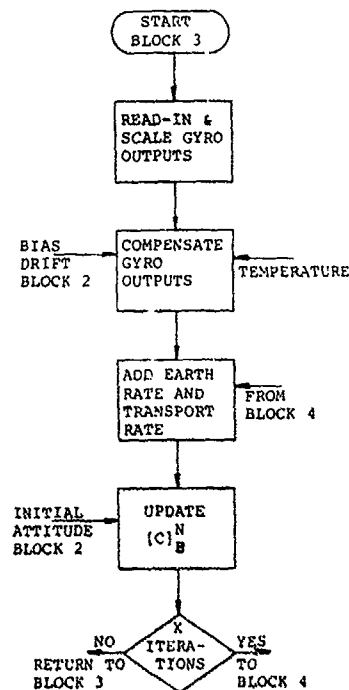 START
BLOCK 3
READ-IN &
SCALE GYRO
OUTPUTS
BIAS
DRIFT
BLOCK 2
COMPENSATE
GYRO
OUTPUTS
TEMPERATURE
ADD EARTH
RATE AND
TRANSPORT
RATE
FROM
BLOCK 4
INITIAL
ATTITUDE
BLOCK 2
UPDATE
[C] N B
X
ITERA-
TIONS
NO
RETURN TO
BLOCK 3
YES
TO
BLOCK 4